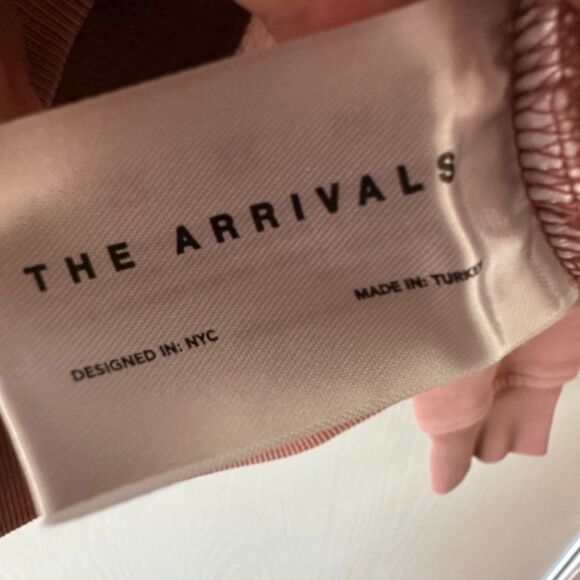 THE ARRIVALS
DESIGNED IN: NYC
MADE IN: TURKEY